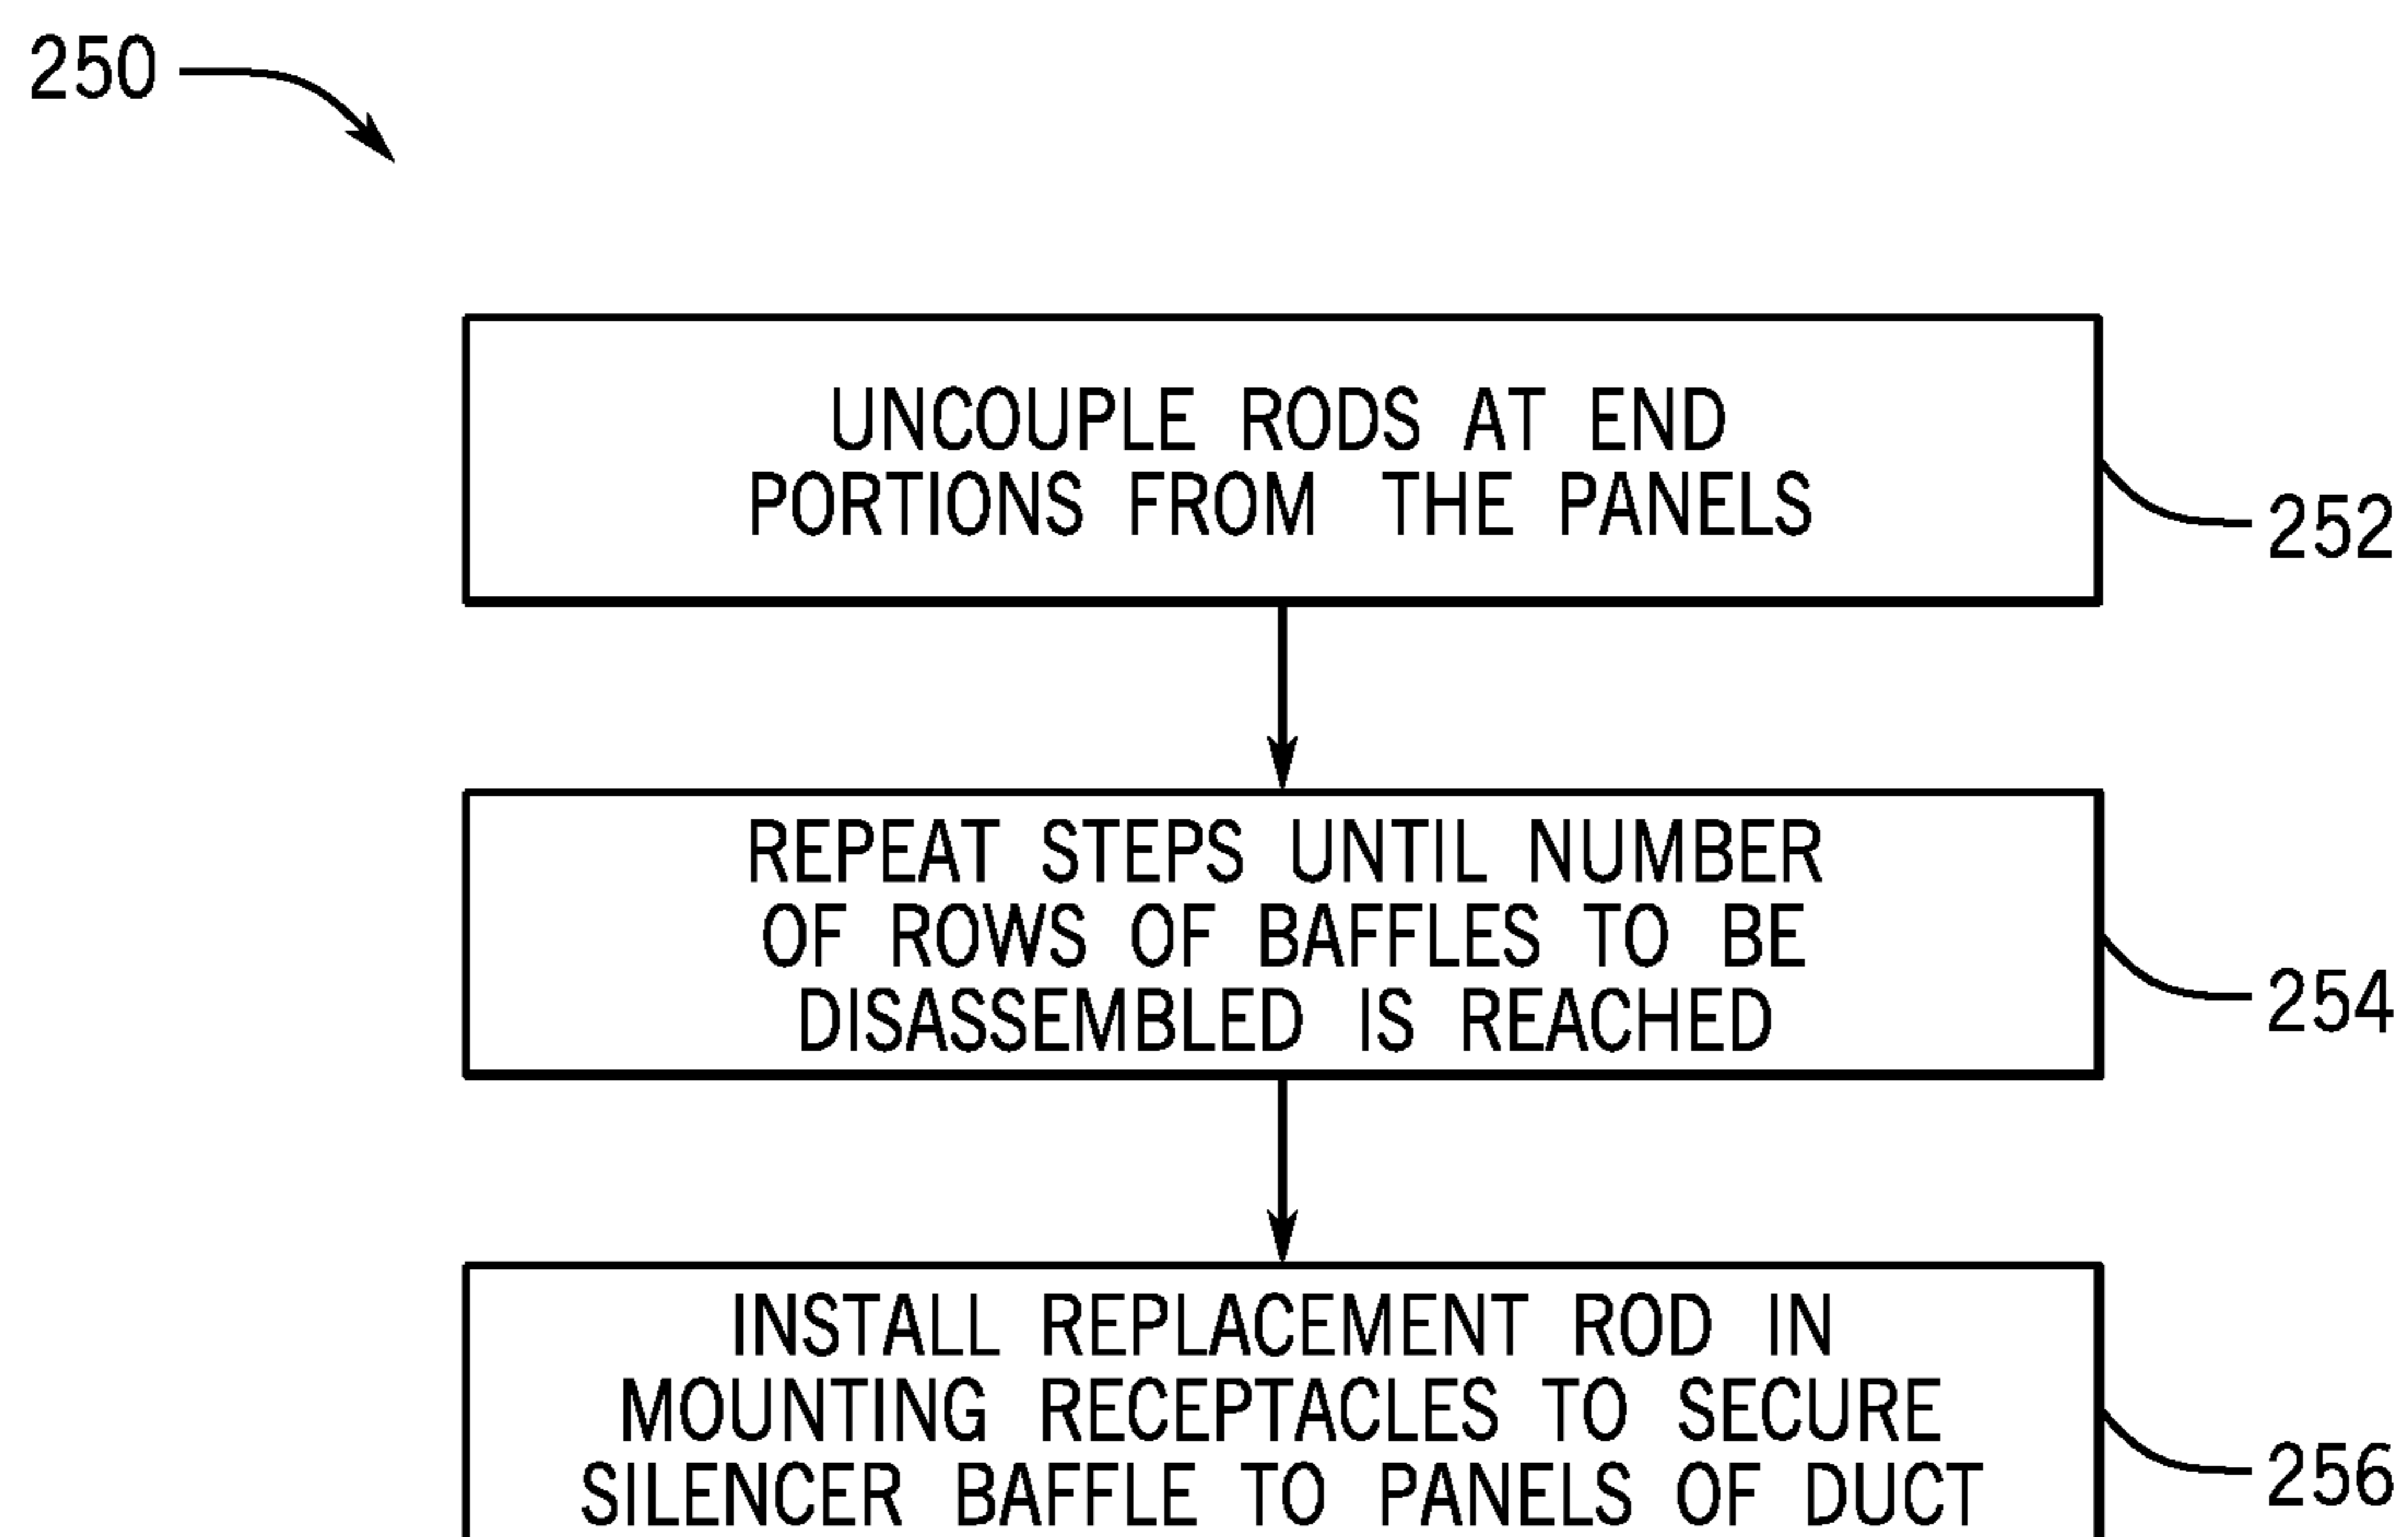 250
UNCOUPLE RODS AT END
PORTIONS FROM THE PANELS
252
REPEAT STEPS UNTIL NUMBER
OF ROWS OF BAFFLES TO BE
DISASSEMBLED IS REACHED
254
INSTALL REPLACEMENT ROD IN
MOUNTING RECEPTACLES TO SECURE
SILENCER BAFFLE TO PANELS OF DUCT
256